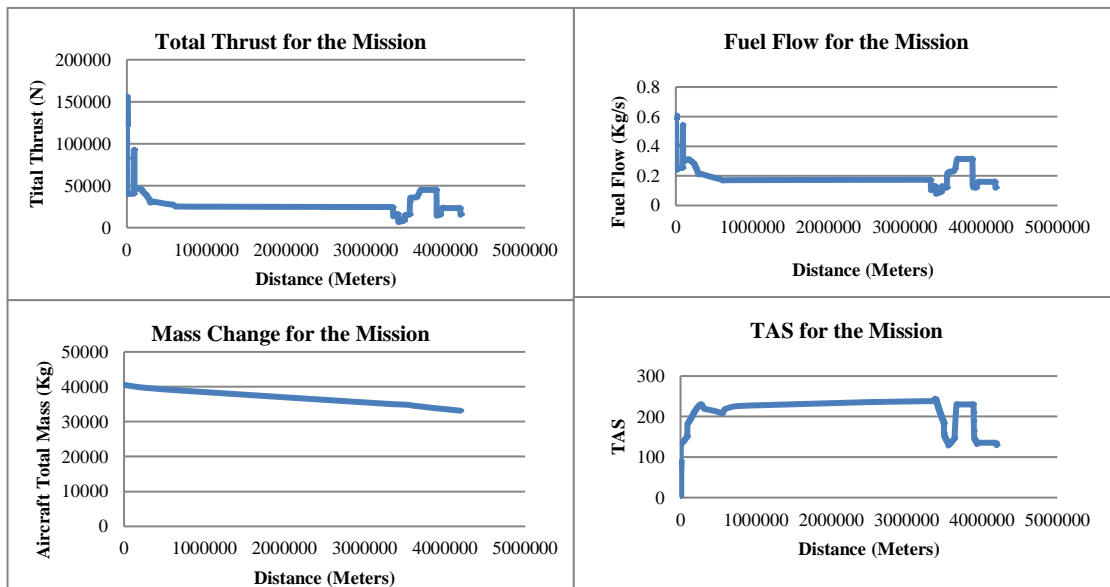 Total Thrust for the Mission
200000
150000
100000
50000
0
Tital Thrust (N)
0 1000000 2000000 3000000 4000000 5000000
Distance (Meters)
Fuel Flow for the Mission
0.8
0.6
0.4
0.2
0
Fuel Flow (Kg/s)
0 1000000 2000000 3000000 4000000 5000000
Distance (Meters)
Mass Change for the Mission
50000
40000
30000
20000
10000
0
Aircraft Total Mass (Kg)
0 1000000 2000000 3000000 4000000 5000000
Distance (Meters)
TAS for the Mission
300
200
100
0
TAS
0 1000000 2000000 3000000 4000000 5000000
Distance (Meters)